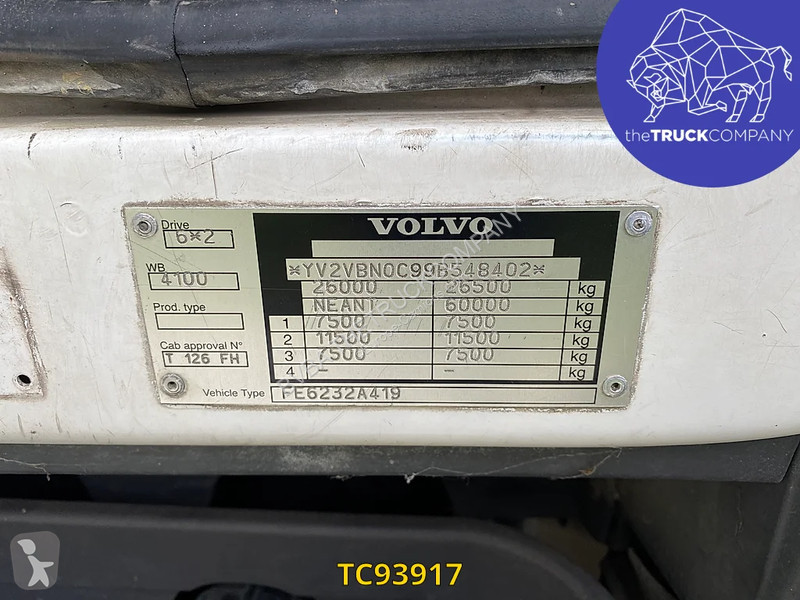 theTRUCKCOMPANY
VOLVO
Drive
6*2
WB
4100
Prod. type
Cab approval N°
T 126 FH
*YV2VBN0C99B548402*
26000 26500 kg
NEANT 60000 kg
1 7500 7500 kg
2 11500 11500 kg
3 7500 7500 kg
4 - - kg
Vehicle Type FE6232A419
TC93917